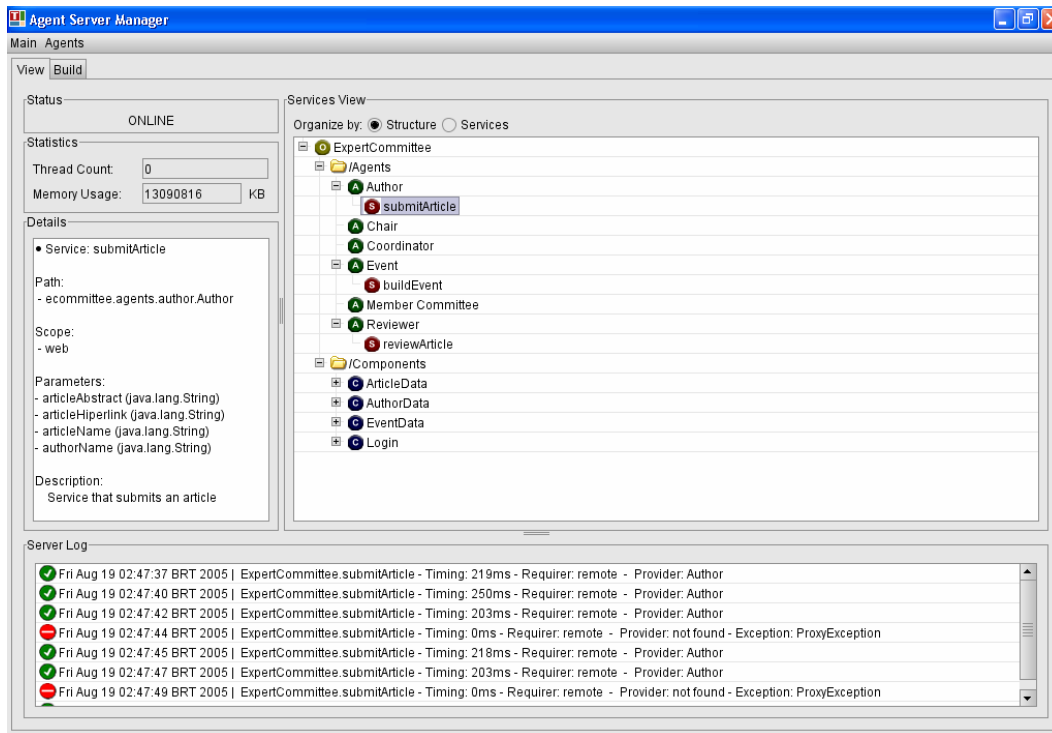 Agent Server Manager
Main Agents
View Build
Status
ONLINE
Statistics
Thread Count: 0
Memory Usage: 13090816 KB
Details
• Service: submitArticle
Path:
- ecommittee.agents.author.Author
Scope:
- web
Parameters:
- articleAbstract (java.lang.String)
- articleHiperlink (java.lang.String)
- articleName (java.lang.String)
- authorName (java.lang.String)
Description:
Service that submits an article
Services View
Organize by: Structure Services
O ExpertCommittee
/Agents
A Author
S submitArticle
A Chair
A Coordinator
A Event
S buildEvent
A Member Committee
A Reviewer
S reviewArticle
/Components
C ArticleData
C AuthorData
C EventData
C Login
Server Log
Fri Aug 19 02:47:37 BRT 2005 | ExpertCommittee.submitArticle - Timing: 219ms - Requirer: remote - Provider: Author
Fri Aug 19 02:47:40 BRT 2005 | ExpertCommittee.submitArticle - Timing: 250ms - Requirer: remote - Provider: Author
Fri Aug 19 02:47:42 BRT 2005 | ExpertCommittee.submitArticle - Timing: 203ms - Requirer: remote - Provider: Author
Fri Aug 19 02:47:44 BRT 2005 | ExpertCommittee.submitArticle - Timing: 0ms - Requirer: remote - Provider: not found - Exception: ProxyException
Fri Aug 19 02:47:45 BRT 2005 | ExpertCommittee.submitArticle - Timing: 218ms - Requirer: remote - Provider: Author
Fri Aug 19 02:47:47 BRT 2005 | ExpertCommittee.submitArticle - Timing: 203ms - Requirer: remote - Provider: Author
Fri Aug 19 02:47:49 BRT 2005 | ExpertCommittee.submitArticle - Timing: 0ms - Requirer: remote - Provider: not found - Exception: ProxyException